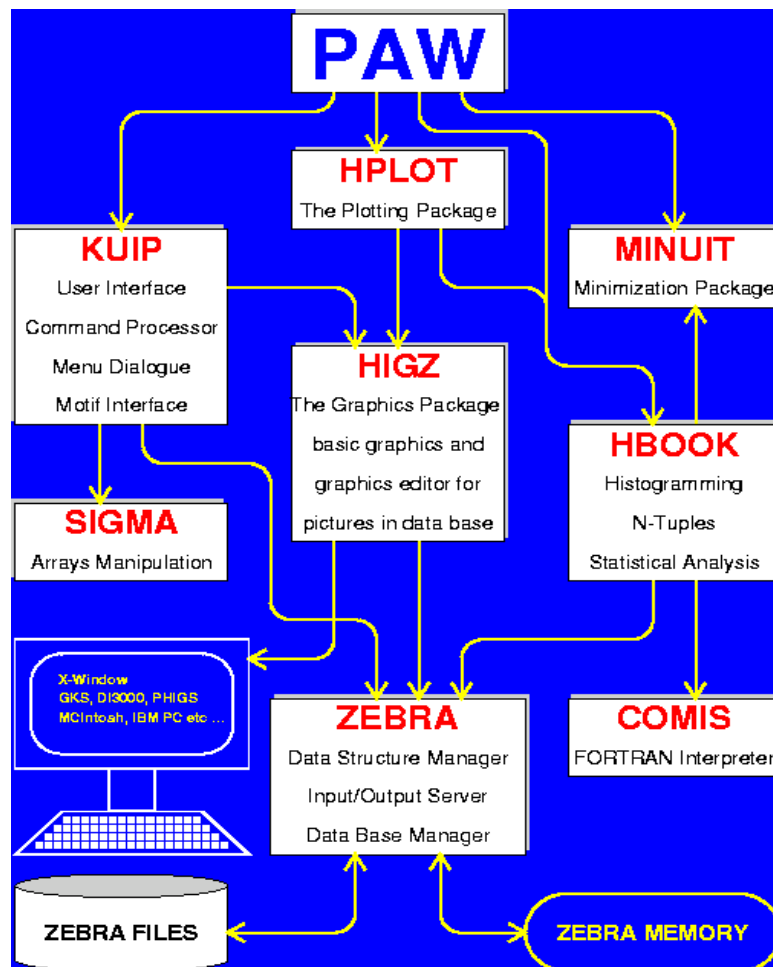 PAW
HPLOT
The Plotting Package
KUIP
User Interface
Command Processor
Menu Dialogue
Motif Interface
MINUIT
Minimization Package
HIGZ
The Graphics Package
basic graphics and
graphics editor for
pictures in data base
HBOOK
Histogramming
N-Tuples
Statistical Analysis
SIGMA
Arrays Manipulation
X-Window
GKS, DI3000, PHIGS
MCIntosh, IBM PC etc ...
ZEBRA
Data Structure Manager
Input/Output Server
Data Base Manager
COMIS
FORTRAN Interpreter
ZEBRA FILES
ZEBRA MEMORY